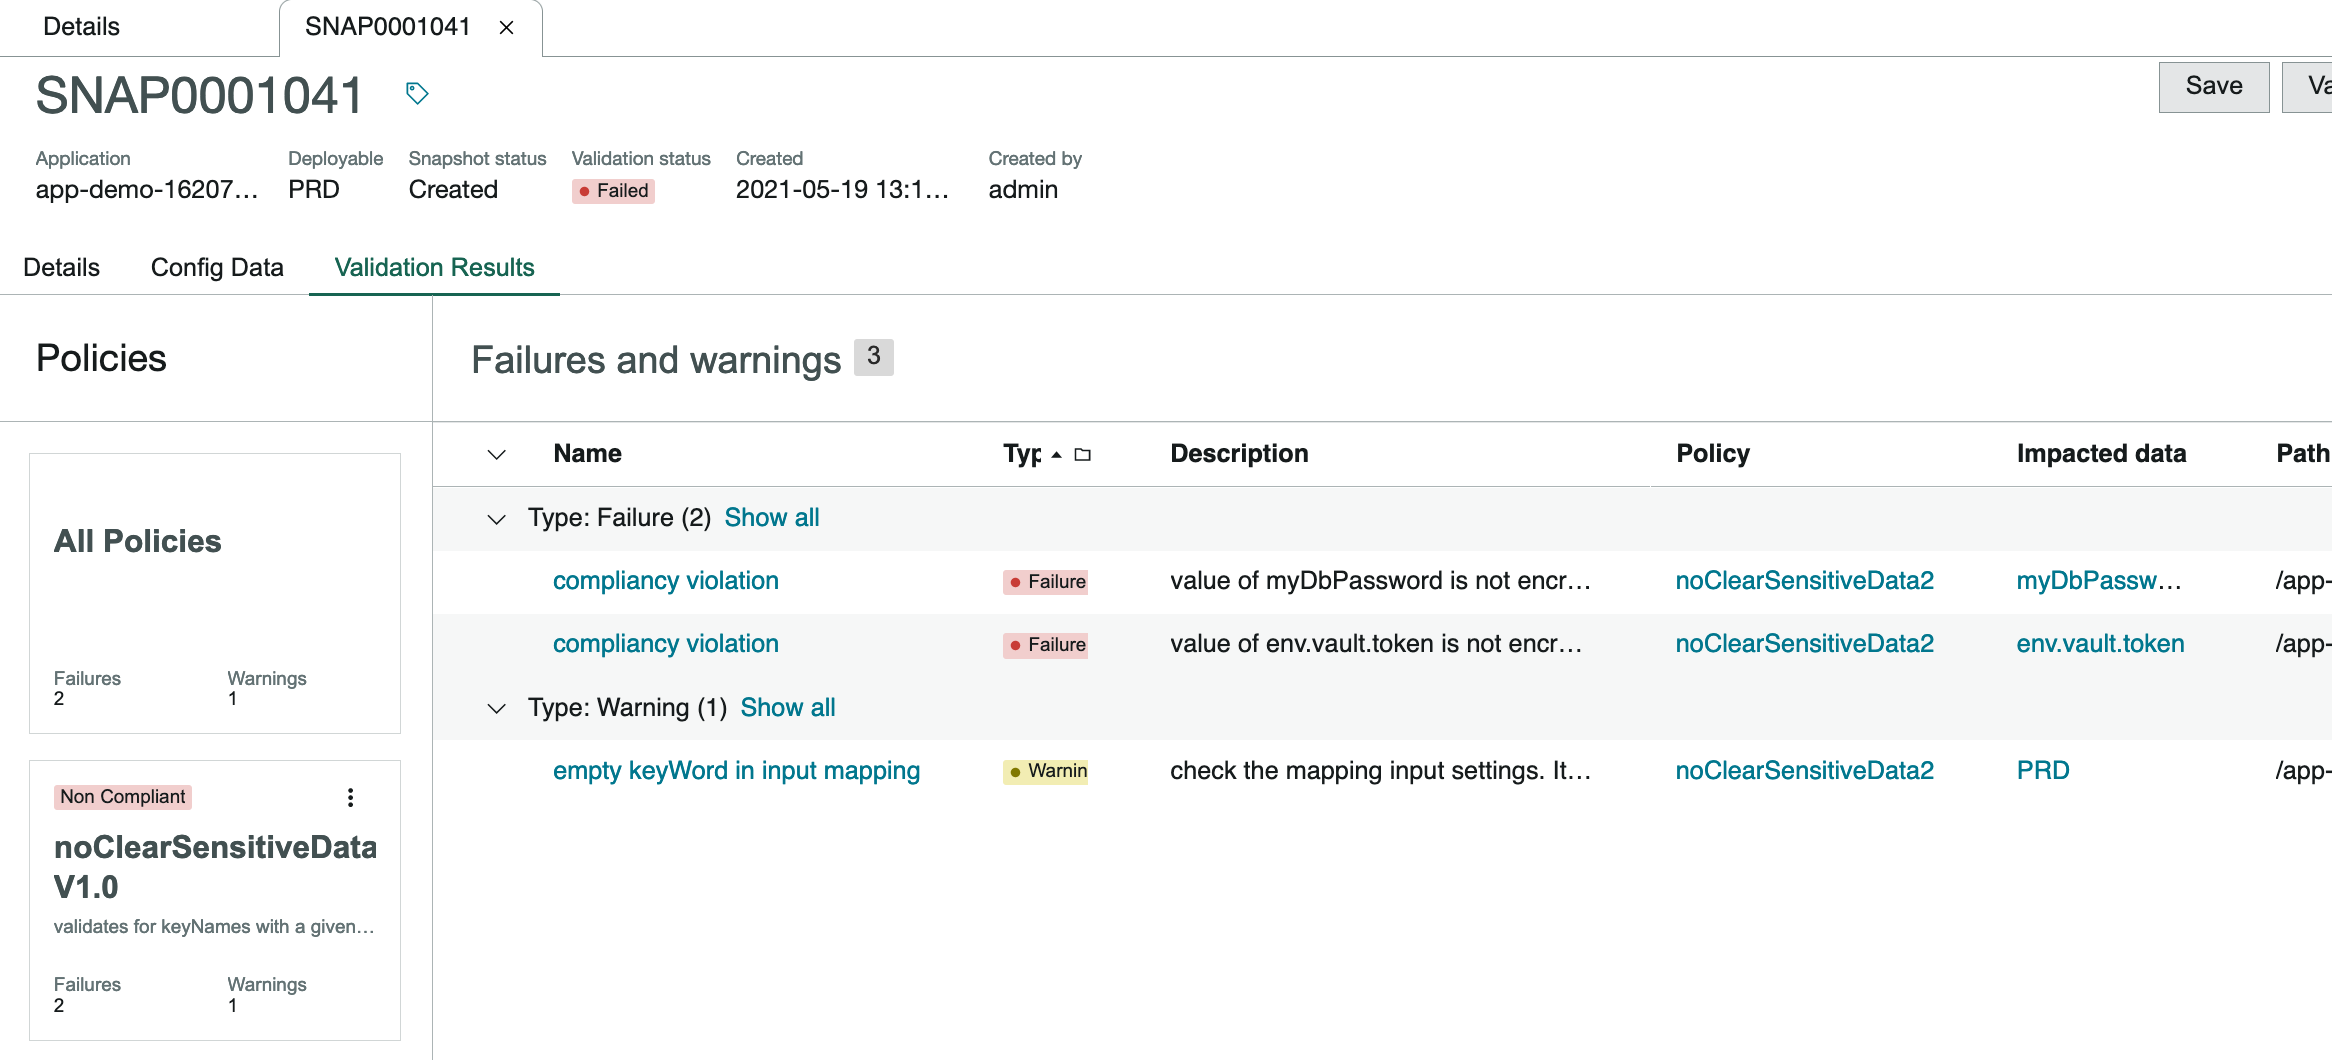 Details
SNAP0001041
SNAP0001041
Save
Va
Application
Deployable
Snapshot status
Validation status
Created
Created by
app-demo-16207...
PRD
Created
Failed
2021-05-19 13:1...
admin
Details
Config Data
Validation Results
Policies
Failures and warnings 3
Name
Typ
Description
Policy
Impacted data
Path
All Policies
Failures
Warnings
2
1
Type: Failure (2) Show all
compliancy violation
Failure
value of myDbPassword is not encr...
noClearSensitiveData2
myDbPassw...
/app-
compliancy violation
Failure
value of env.vault.token is not encr...
noClearSensitiveData2
env.vault.token
/app-
Type: Warning (1) Show all
empty keyWord in input mapping
Warnin
check the mapping input settings. It...
noClearSensitiveData2
PRD
/app-
Non Compliant
noClearSensitiveData
V1.0
validates for keyNames with a given...
Failures
Warnings
2
1